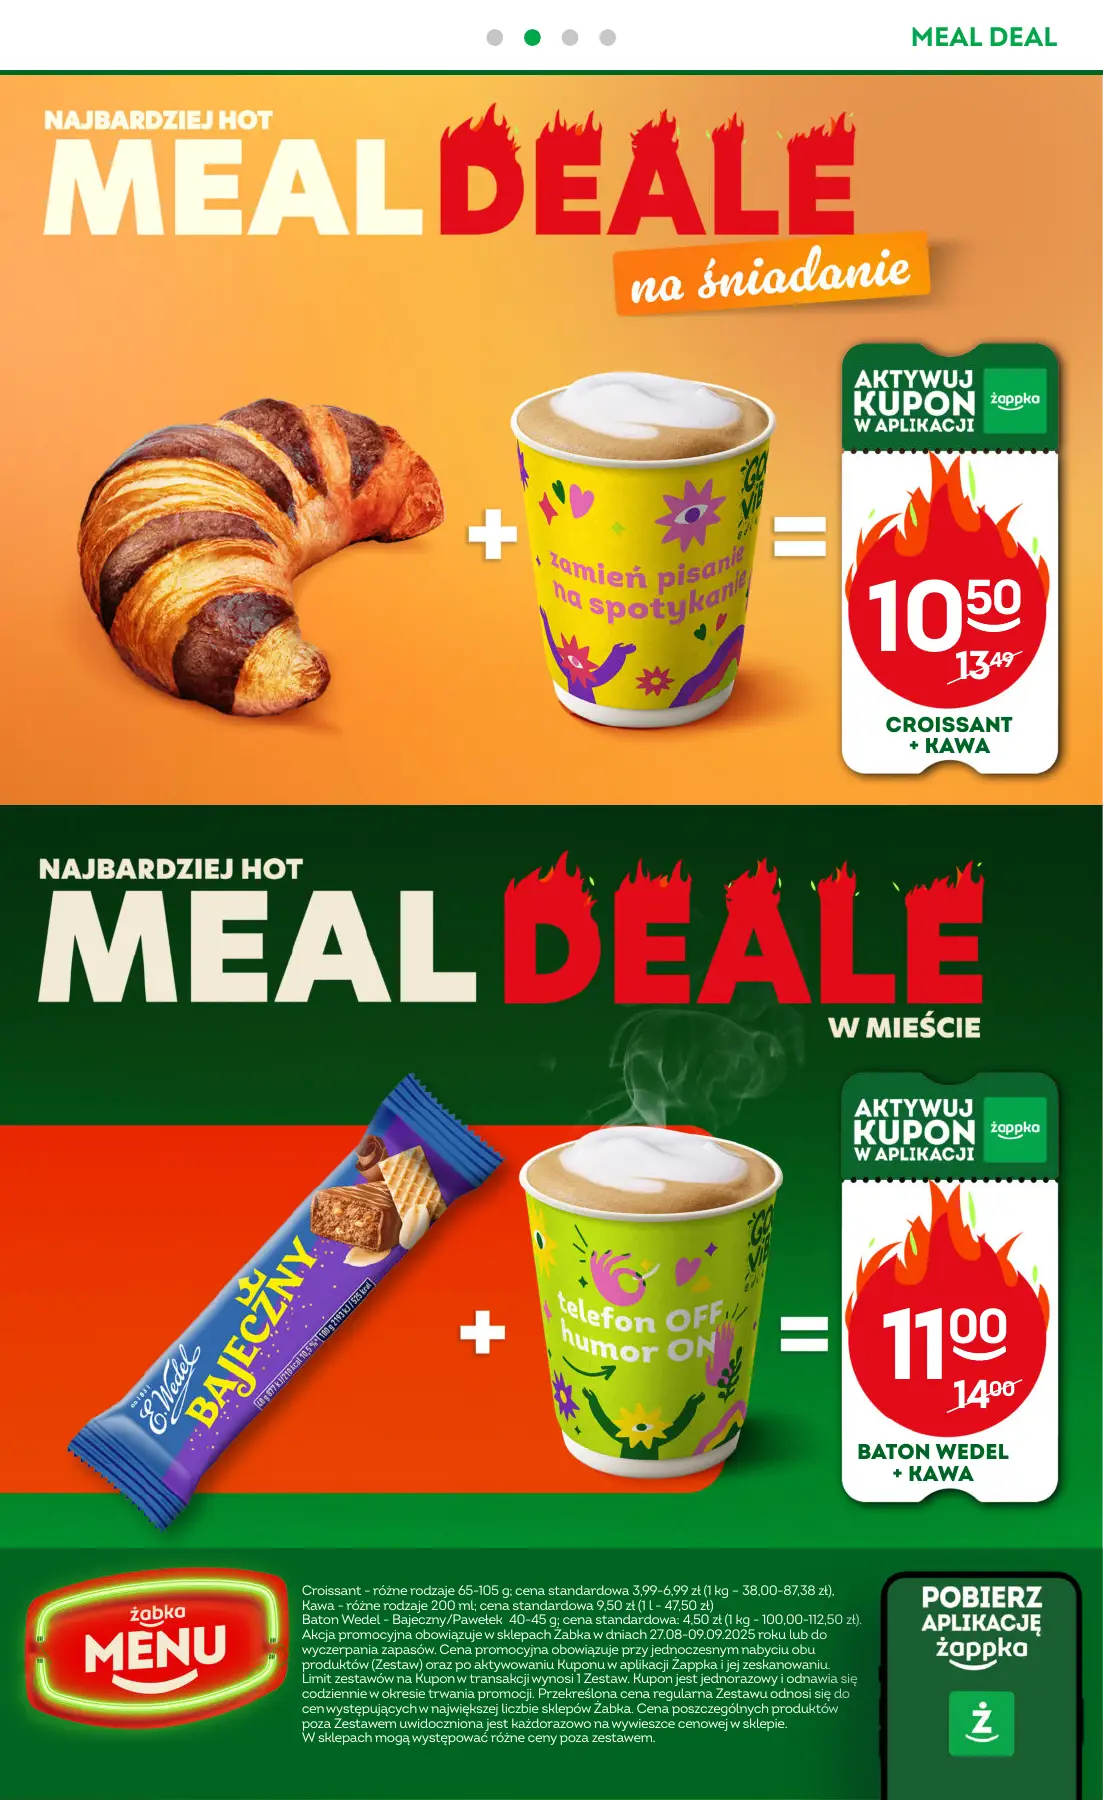 MEAL DEAL
NAJBARDZIEJ HOT
MEAL DEALE
na śniadanie
AKTYWUJ
KUPON
W APLIKACJI
żappka
GOOD
VIBE
zamień pisanie
na spotykanie
+
=
10 50
13 49
CROISSANT
+ KAWA
NAJBARDZIEJ HOT
MEAL DEALE
W MIEŚCIE
AKTYWUJ
KUPON
W APLIKACJI
żappka
E. Wedel
BAJECZNY
telefon OFF
humor ON
+
=
11 00
14 00
BATON WEDEL
+ KAWA
żabka
MENU
Croissant - różne rodzaje 65-105 g; cena standardowa 3,99-6,99 zł (1 kg – 38,00-87,38 zł),
Kawa - różne rodzaje 200 ml; cena standardowa 9,50 zł (1 l - 47,50 zł)
Baton Wedel - Bajeczny/Pawełek 40-45 g; cena standardowa: 4,50 zł (1 kg - 100,00-112,50 zł).
Akcja promocyjna obowiązuje w sklepach Żabka w dniach 27.08-09.09.2025 roku lub do
wyczerpania zapasów. Cena promocyjna obowiązuje przy jednoczesnym nabyciu obu
produktów (Zestaw) oraz po aktywowaniu Kuponu w aplikacji Żappka i jej zeskanowaniu.
Limit zestawów na Kupon w transakcji wynosi 1 Zestaw. Kupon jest jednorazowy i odnawia się
codziennie w okresie trwania promocji. Przekreślona cena regularna Zestawu odnosi się do
cen występujących w największej liczbie sklepów Żabka. Cena poszczególnych produktów
poza Zestawem uwidoczniona jest każdorazowo na wywieszce cenowej w sklepie.
W sklepach mogą występować różne ceny poza zestawem.
POBIERZ
APLIKACJĘ
żappka
Ż